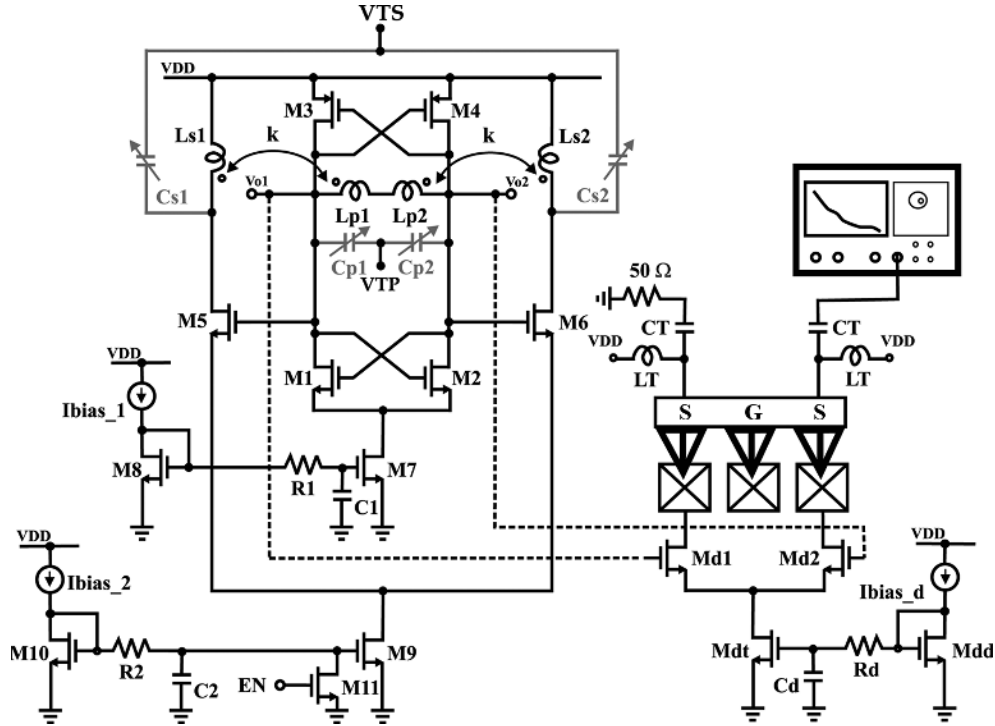 VTS
VDD
M3 M4
Ls1 k k Ls2
Cs1 Vo1 Vo2 Cs2
Lp1 Lp2
Cp1 Cp2
VTP
50 Ω
M5 M6 CT CT
VDD VDD
LT LT
VDD M1 M2
Ibias_1 S G S
M8 R1 M7
C1
VDD VDD
Md1 Md2
Ibias_2 Ibias_d
M10 R2 M9 Mdt Rd Mdd
C2 EN M11 Cd